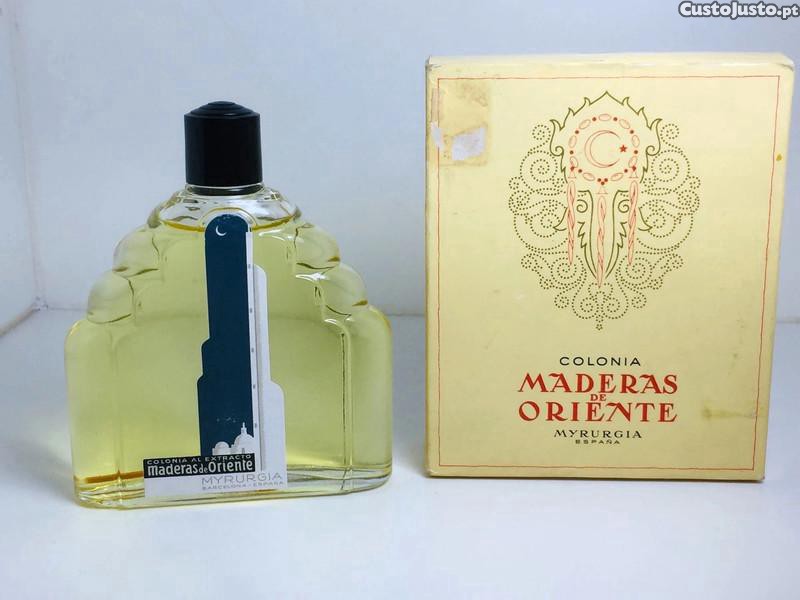 CustoJusto.pt
COLONIA
MADERAS
DE
ORIENTE
MYRURGIA
ESPAÑA
COLONIA AL EXTRACTO
maderas de Oriente
MYRURGIA
BARCELONA - ESPAÑA